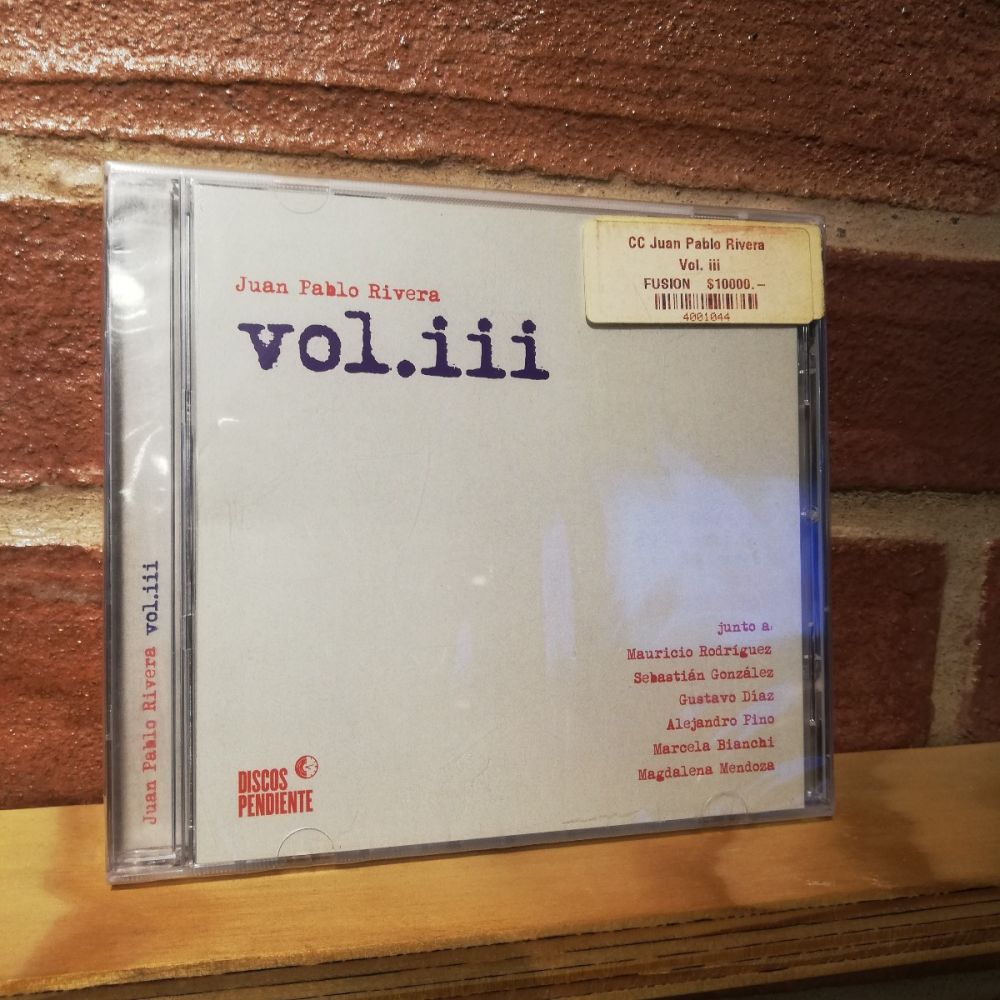 CC Juan Pablo Rivera
Vol. iii
FUSION $10000.-
4001044
Juan Pablo Rivera
vol.iii
junto a
Mauricio Rodríguez
Sebastián González
Gustavo Díaz
Alejandro Pino
Marcela Bianchi
Magdalena Mendoza
DISCOS
PENDIENTE
Juan Pablo Rivera vol.iii